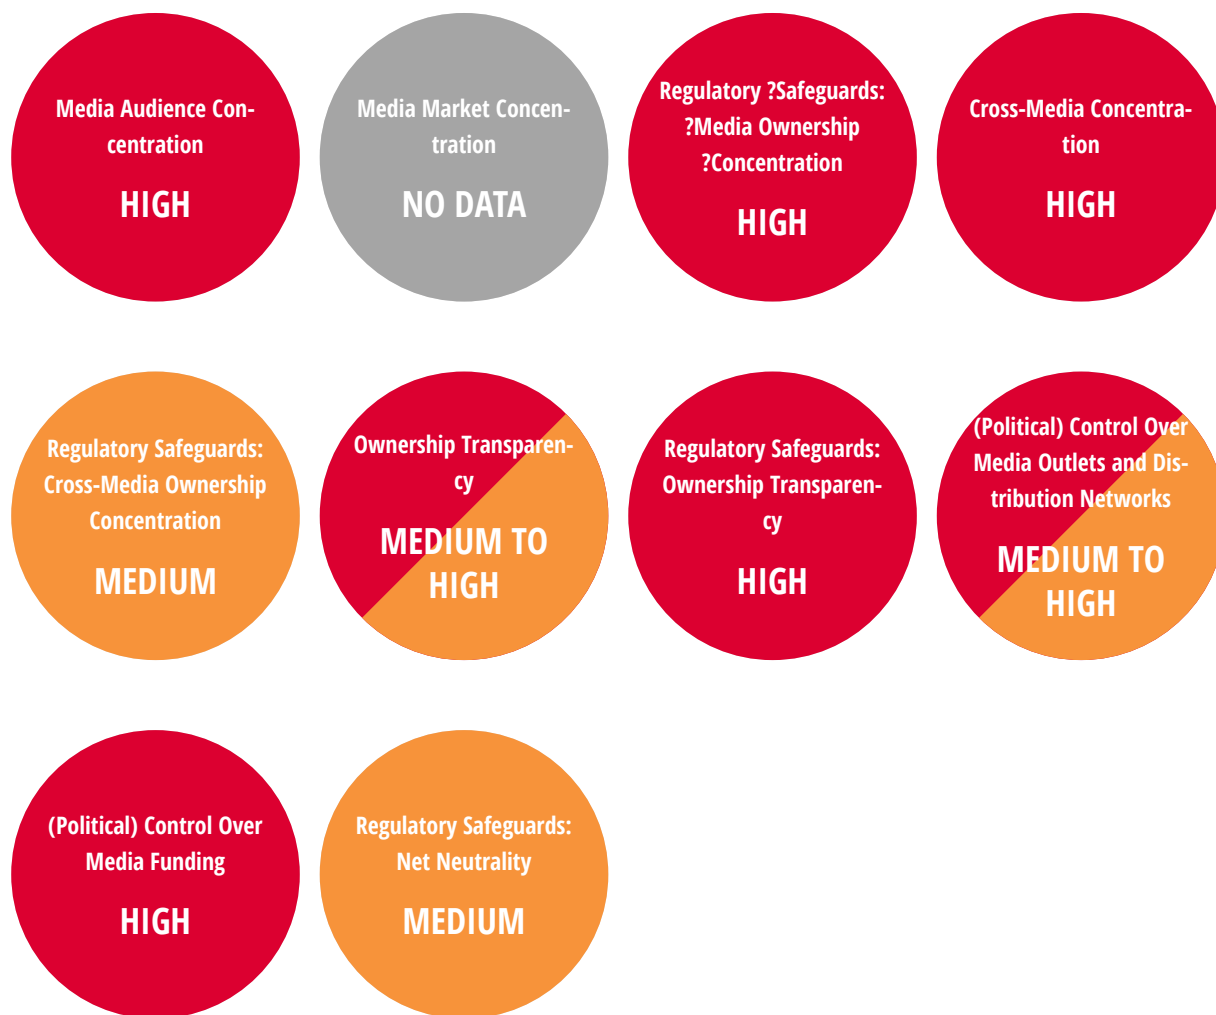 Media Audience Con-
centration
HIGH
Media Market Concen-
tration
NO DATA
Regulatory ?Safeguards:
?Media Ownership
?Concentration
HIGH
Cross-Media Concentra-
tion
HIGH
Regulatory Safeguards:
Cross-Media Ownership
Concentration
MEDIUM
Ownership Transparen-
cy
MEDIUM TO
HIGH
Regulatory Safeguards:
Ownership Transparen-
cy
HIGH
(Political) Control Over
Media Outlets and Dis-
tribution Networks
MEDIUM TO
HIGH
(Political) Control Over
Media Funding
HIGH
Regulatory Safeguards:
Net Neutrality
MEDIUM